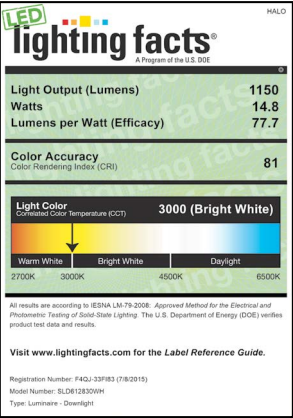 HALO
LED
lighting facts®
A Program of the U.S. DOE
Light Output (Lumens) 1150
Watts 14.8
Lumens per Watt (Efficacy) 77.7
Color Accuracy 81
Color Rendering Index (CRI)
Light Color 3000 (Bright White)
Correlated Color Temperature (CCT)
Warm White Bright White Daylight
2700K 3000K 4500K 6500K
All results are according to IESNA LM-79-2008: Approved Method for the Electrical and
Photometric Testing of Solid-State Lighting. The U.S. Department of Energy (DOE) verifies
product test data and results.
Visit www.lightingfacts.com for the Label Reference Guide.
Registration Number: F4QJ-33FI83 (7/8/2015)
Model Number: SLD612830WH
Type: Luminaire - Downlight